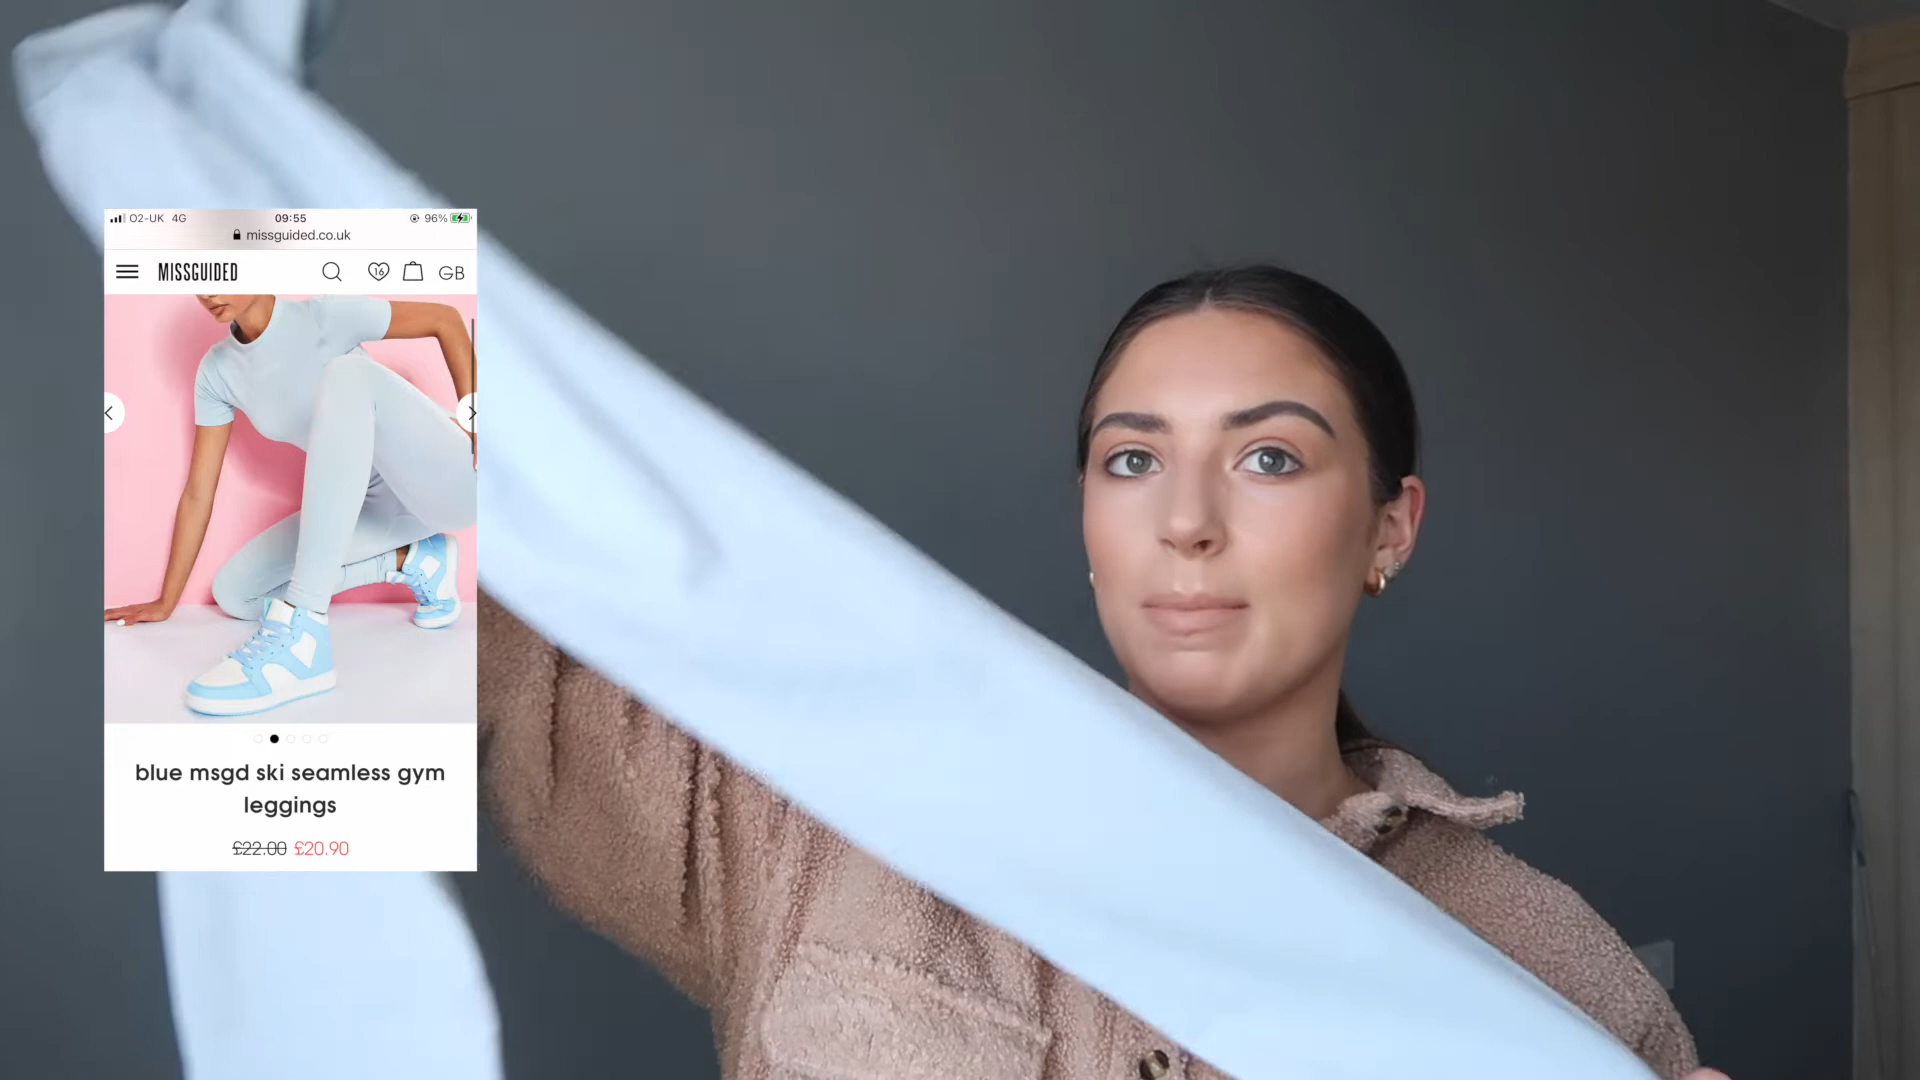 O2-UK 4G 09:55 96%
missguided.co.uk
MISSGUIDED 16 GB
blue msgd ski seamless gym
leggings
£22.00 £20.90